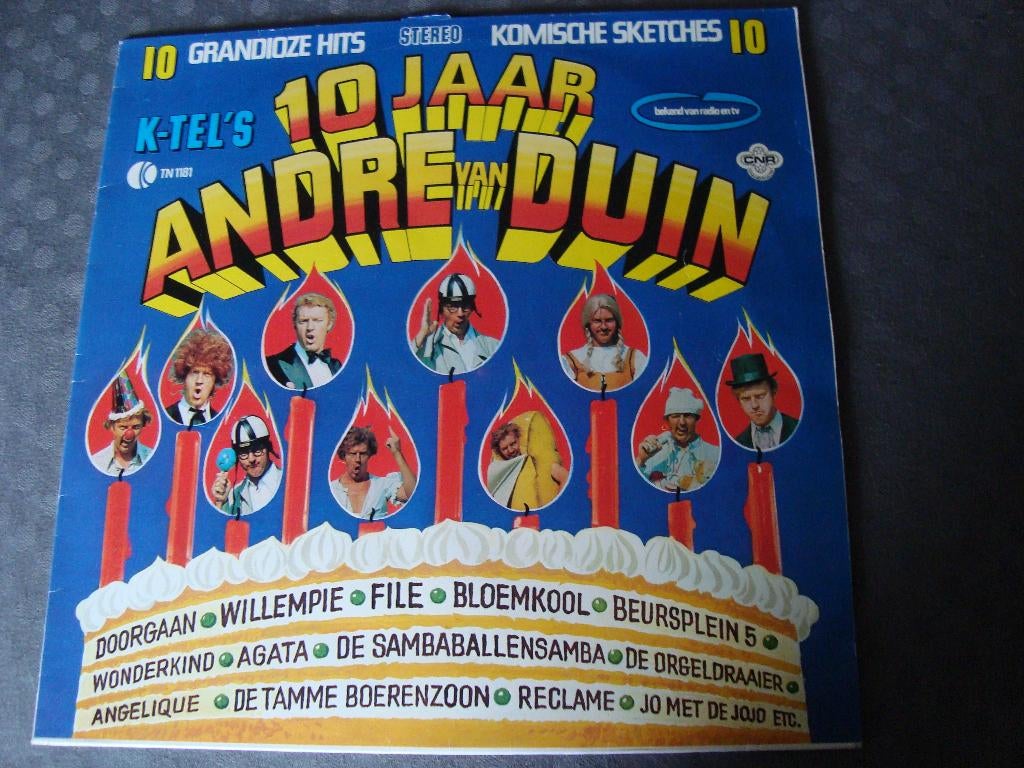 10 GRANDIOZE HITS STEREO KOMISCHE SKETCHES 10
10 JAAR
bekend van radio en tv
K-TEL'S
TN 1181
CNR
ANDRE VAN DUIN
DOORGAAN • WILLEMPIE • FILE • BLOEMKOOL • BEURSPLEIN 5 •
WONDERKIND • AGATA • DE SAMBABALLENSAMBA • DE ORGELDRAAIER •
ANGELIQUE • DE TAMME BOERENZOON • RECLAME • JO MET DE JOJO ETC.